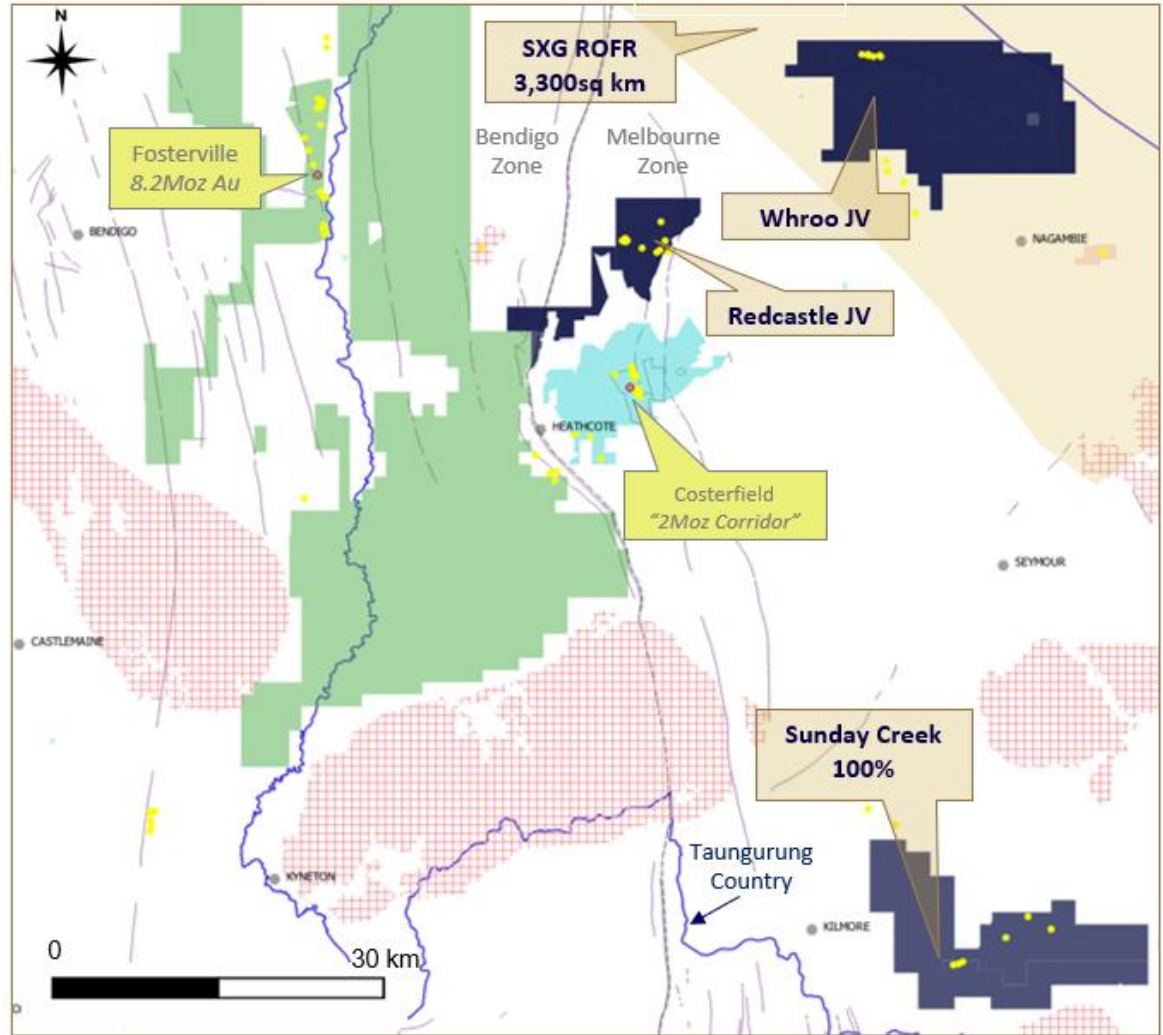 N
SXG ROFR
3,300sq km
Bendigo
Zone
Melbourne
Zone
Fosterville
8.2Moz Au
BENDIGO
Whroo JV
NAGAMBIE
Redcastle JV
HEATHCOTE
Costerfield
“2Moz Corridor”
SEYMOUR
CASTLEMAINE
Sunday Creek
100%
Taungurung
Country
KYNETON
KILMORE
0
30 km